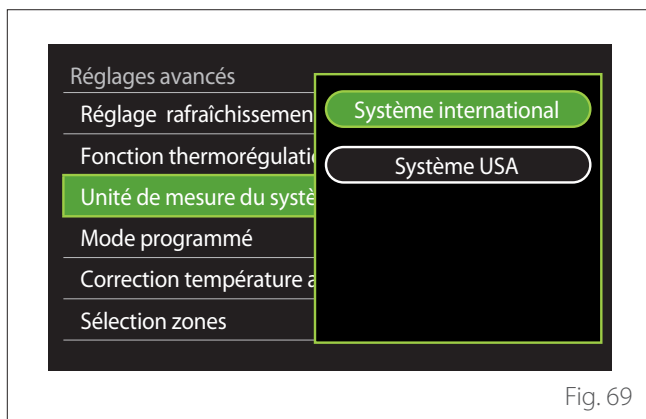 Réglages avancés
Réglage  rafraîchissemen
Fonction thermorégulati
Unité de mesure du systè
Mode programmé
Correction température a
Sélection zones
Système international
Système USA
Fig. 69